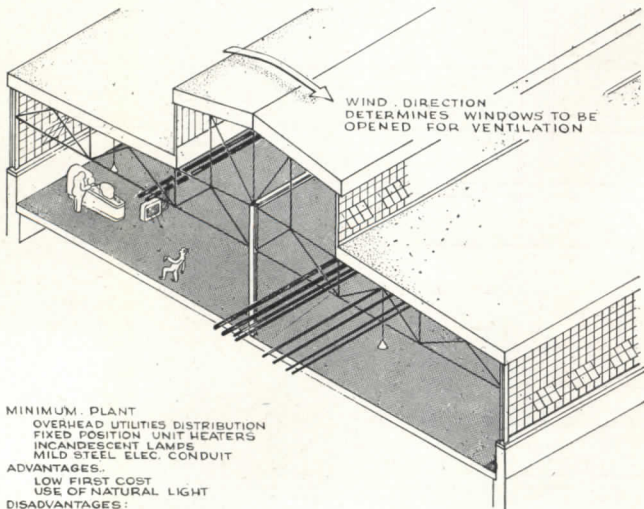 WIND . DIRECTION
DETERMINES WINDOWS TO BE
OPENED FOR VENTILATION
MINIMUM. PLANT
OVERHEAD UTILITIES DISTRIBUTION
FIXED POSITION UNIT HEATERS
INCANDESCENT LAMPS
MILD STEEL ELEC. CONDUIT
ADVANTAGES..
LOW FIRST COST
USE OF NATURAL LIGHT
DISADVANTAGES: